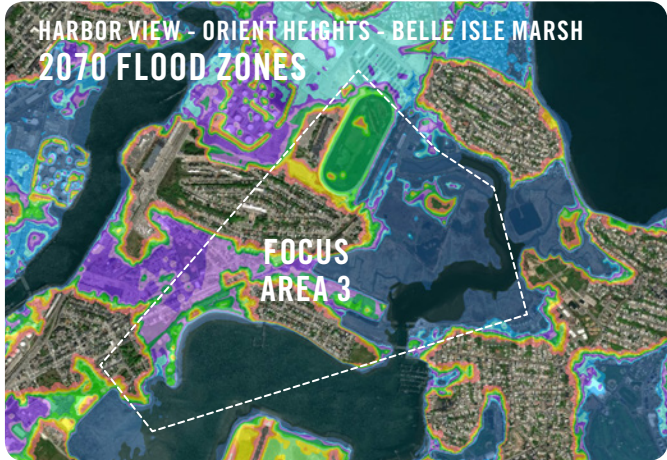 HARBOR VIEW - ORIENT HEIGHTS - BELLE ISLE MARSH
2070 FLOOD ZONES
FOCUS
AREA 3